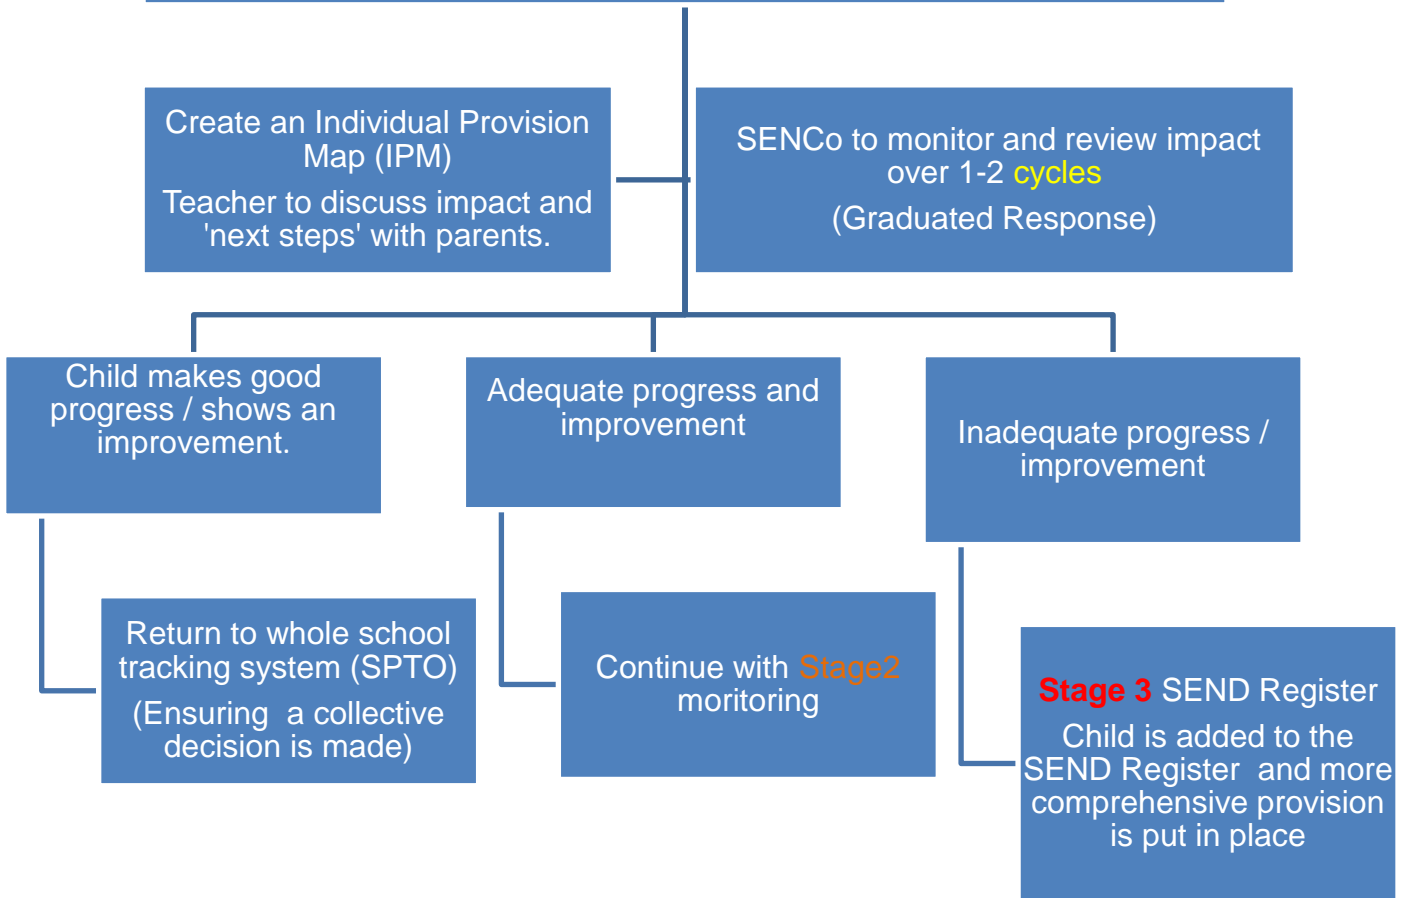 Create an Individual Provision
Map (IPM)
Teacher to discuss impact and
'next steps' with parents.
SENCo to monitor and review impact
over 1-2 cycles
(Graduated Response)
Child makes good
progress / shows an
improvement.
Adequate progress and
improvement
Inadequate progress /
improvement
Return to whole school
tracking system (SPTO)
(Ensuring  a collective
decision is made)
Continue with Stage2
moritoring
Stage 3 SEND Register
Child is added to the
SEND Register  and more
comprehensive provision
is put in place